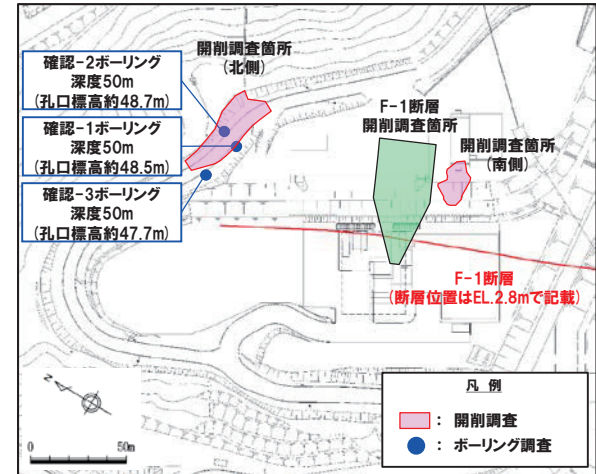 確認-2ボーリング
深度50m
(孔口標高約48.7m)
確認-1ボーリング
深度50m
(孔口標高約48.5m)
確認-3ボーリング
深度50m
(孔口標高約47.7m)
開削調査箇所
(北側)
F-1断層
開削調査箇所
開削調査箇所
(南側)
F-1断層
(断層位置はEL.2.8mで記載)
N
0 50m
凡 例
: 開削調査
: ボーリング調査